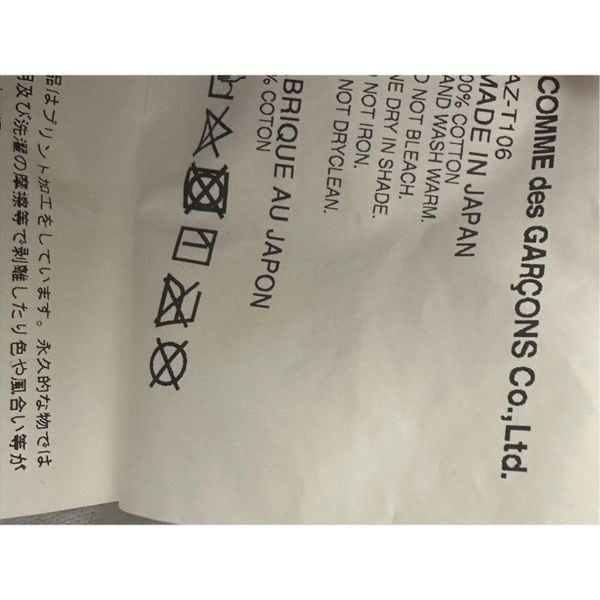 COMME des GARÇONS Co.,Ltd.
AZ-T106
MADE IN JAPAN
00% COTTON
AND WASH WARM.
O NOT BLEACH.
NE DRY IN SHADE.
O NOT IRON.
NOT DRYCLEAN.
BRIQUE AU JAPON
% COTON
品はプリント加工をしています。永久的な物では
用及び洗濯の摩擦等で剥離したり色や風合い等が